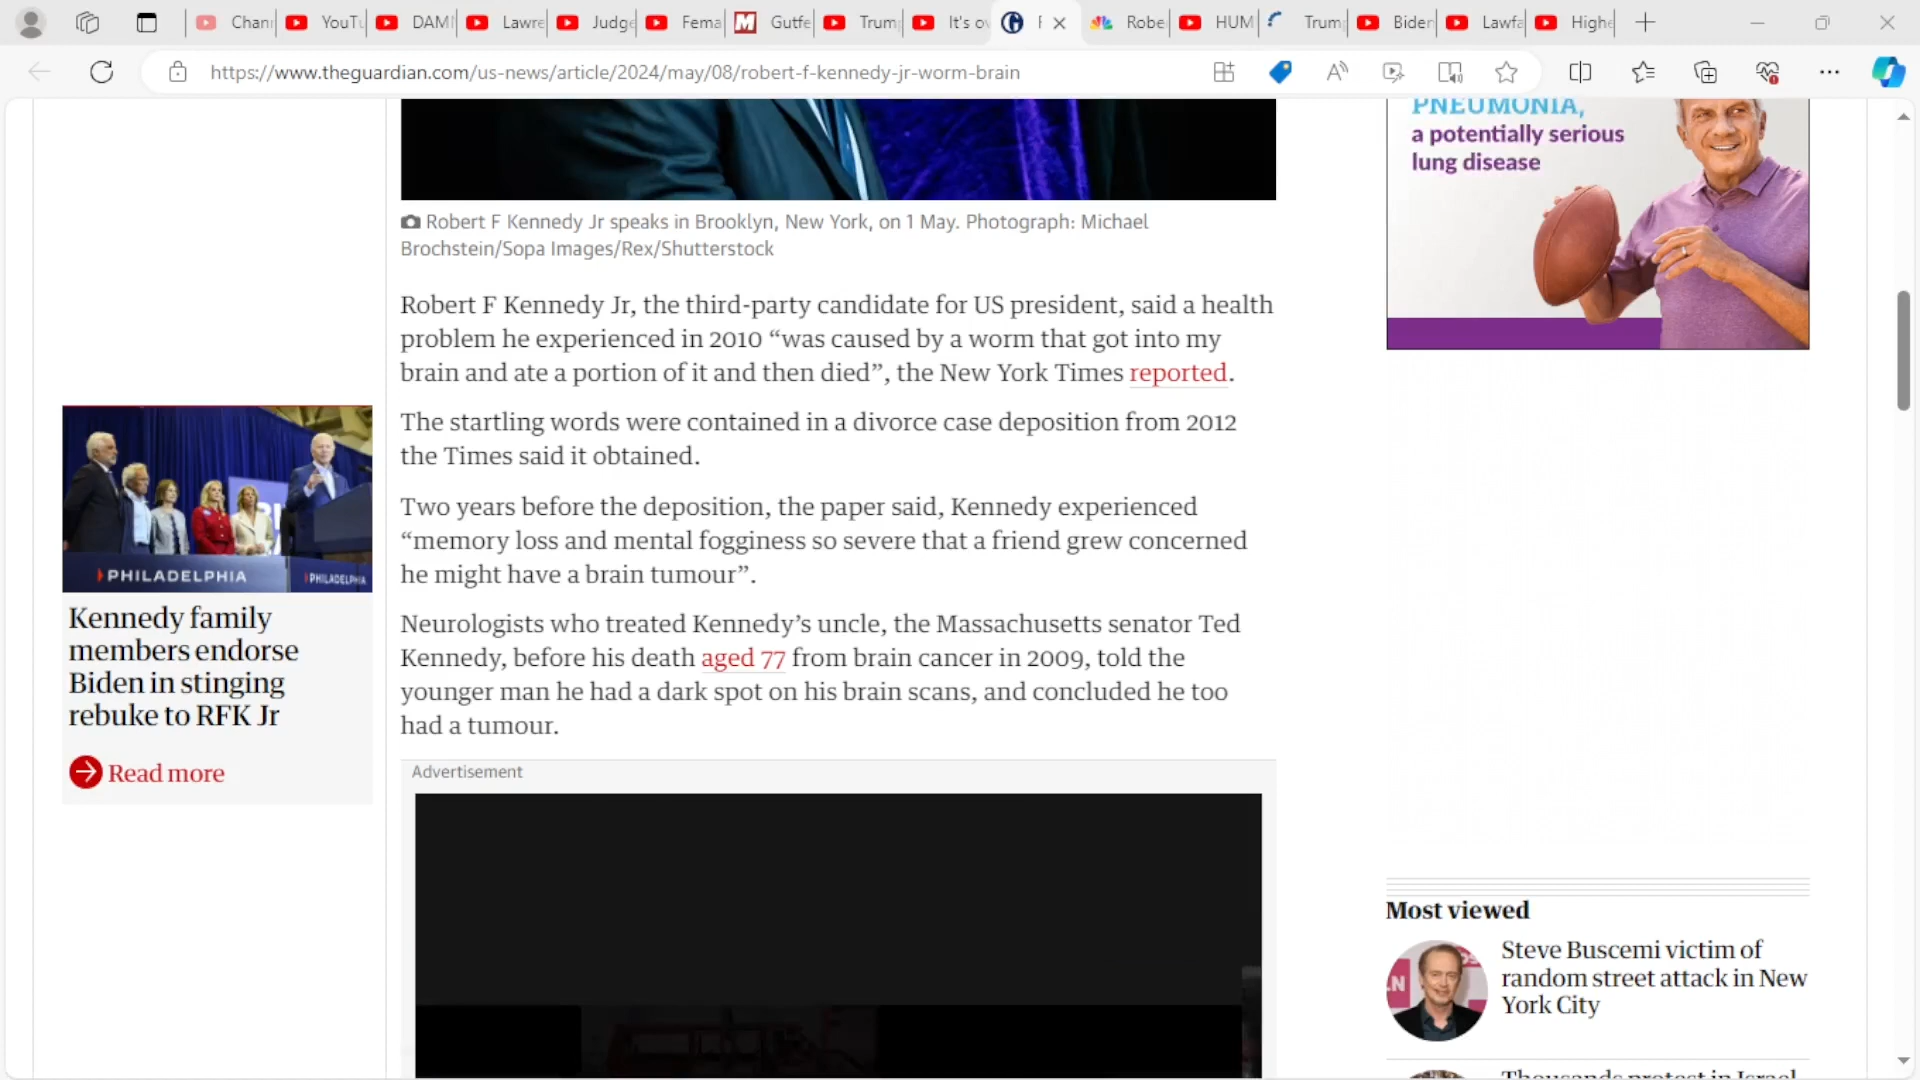 Chan
YouTu
DAMI
Lawre
Judge
Fema
Gutfe
Trum
It's o
Robe
HUM
Trum
Biden
Lawfa
Highe
https://www.theguardian.com/us-news/article/2024/may/08/robert-f-kennedy-jr-worm-brain
PNEUMONIA,
a potentially serious
lung disease
Robert F Kennedy Jr speaks in Brooklyn, New York, on 1 May. Photograph: Michael
Brochstein/Sopa Images/Rex/Shutterstock
Robert F Kennedy Jr, the third-party candidate for US president, said a health
problem he experienced in 2010 “was caused by a worm that got into my
brain and ate a portion of it and then died”, the New York Times reported.
The startling words were contained in a divorce case deposition from 2012
the Times said it obtained.
Two years before the deposition, the paper said, Kennedy experienced
“memory loss and mental fogginess so severe that a friend grew concerned
he might have a brain tumour”.
Neurologists who treated Kennedy’s uncle, the Massachusetts senator Ted
Kennedy, before his death aged 77 from brain cancer in 2009, told the
younger man he had a dark spot on his brain scans, and concluded he too
had a tumour.
Advertisement
PHILADELPHIA
PHILADELPHIA
Kennedy family
members endorse
Biden in stinging
rebuke to RFK Jr
Read more
Most viewed
Steve Buscemi victim of
random street attack in New
York City
Thousands protest in Israel